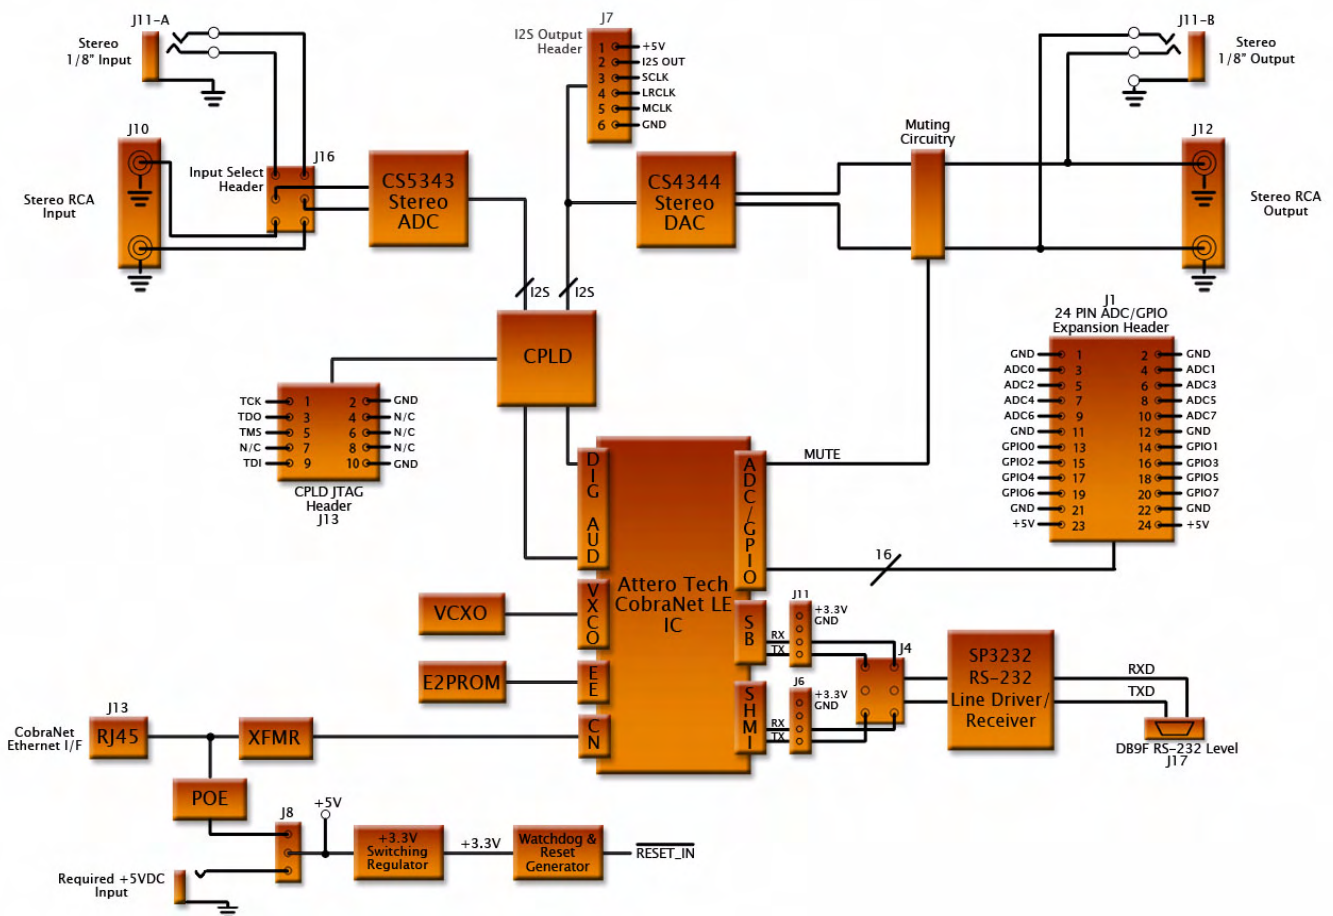 J11-A
Stereo
1/8" Input
J10
Stereo RCA
Input
J16
Input Select
Header
CS5343
Stereo
ADC
J7
I2S Output
Header
1 +5V
2 I2S OUT
3 SCLK
4 LRCLK
5 MCLK
6 GND
CS4344
Stereo
DAC
Muting
Circuitry
J11-B
Stereo
1/8" Output
J12
Stereo RCA
Output
I2S
I2S
CPLD
TCK 1 2 GND
TDO 3 4 N/C
TMS 5 6 N/C
N/C 7 8 N/C
TDI 9 10 GND
CPLD JTAG
Header
J13
J1
24 PIN ADC/GPIO
Expansion Header
GND 1 2 GND
ADC0 3 4 ADC1
ADC2 5 6 ADC3
ADC4 7 8 ADC5
ADC6 9 10 ADC7
GND 11 12 GND
GPIO0 13 14 GPIO1
GPIO2 15 16 GPIO3
GPIO4 17 18 GPIO5
GPIO6 19 20 GPIO7
GND 21 22 GND
+5V 23 24 +5V
MUTE
16
DIG AUD
ADC/GPIO
VXCO
SB
EE
SHMI
CN
Attero Tech
CobraNet LE
IC
VCXO
E2PROM
J11
+3.3V
GND
RX
TX
J6
+3.3V
GND
RX
TX
J4
SP3232
RS-232
Line Driver/
Receiver
RXD
TXD
DB9F RS-232 Level
J17
CobraNet
Ethernet I/F
J13
RJ45
XFMR
POE
J8
+5V
+3.3V
Switching
Regulator
+3.3V
Watchdog &
Reset
Generator
RESET_IN
Required +5VDC
Input